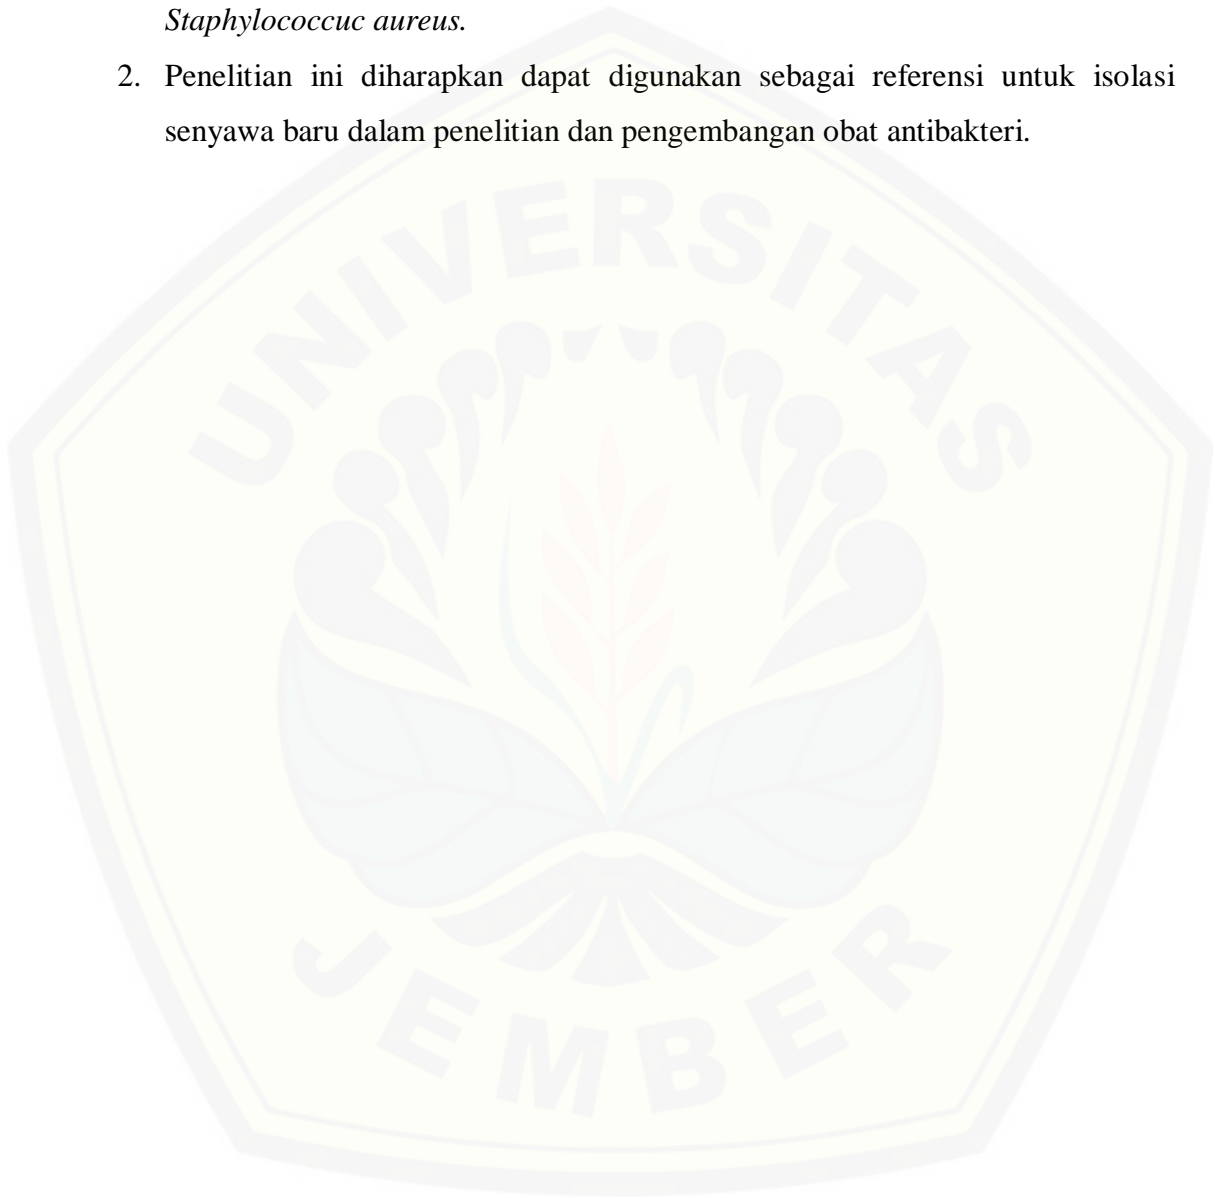 Staphylococcuc aureus.
2. Penelitian ini diharapkan dapat digunakan sebagai referensi untuk isolasi
senyawa baru dalam penelitian dan pengembangan obat antibakteri.
UNIVERSITAS
JEMBER